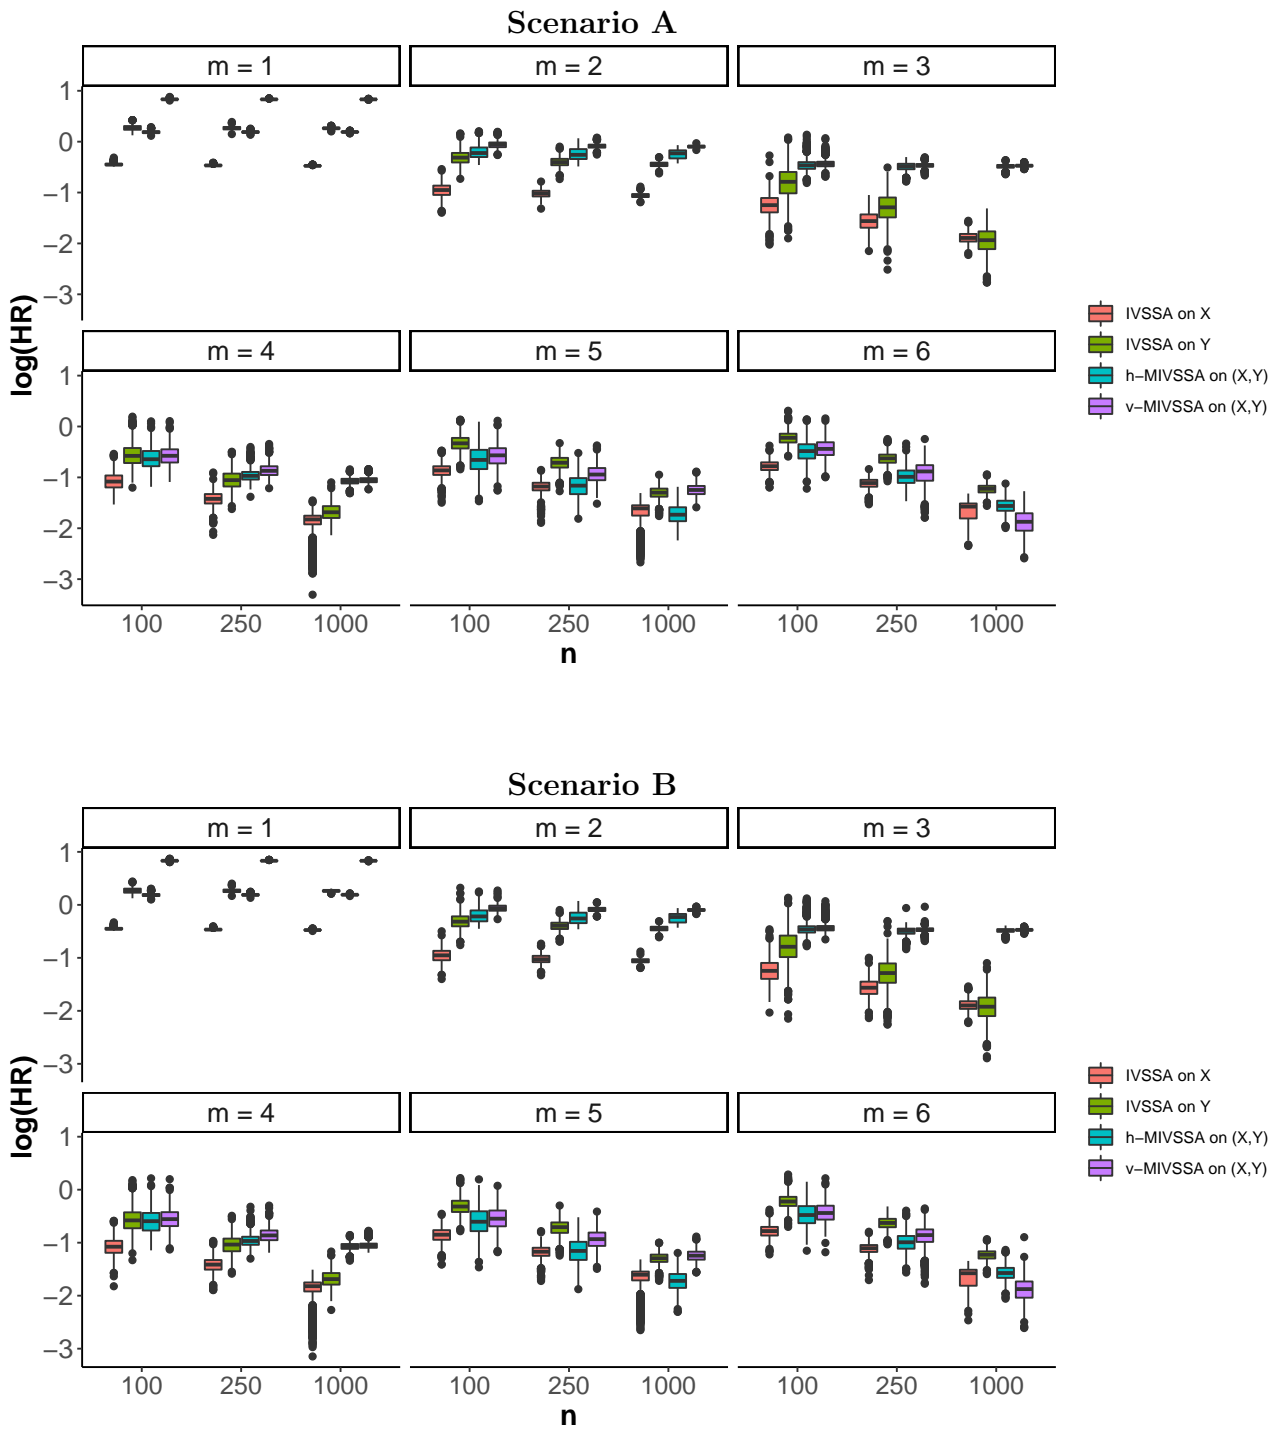 Scenario A
m = 1
m = 2
m = 3
1
0
−1
−2
−3
m = 4
m = 5
m = 6
1
0
−1
−2
−3
log(HR)
100
250
1000
100
250
1000
100
250
1000
n
IVSSA on X
IVSSA on Y
h−MIVSSA on (X,Y)
v−MIVSSA on (X,Y)
Scenario B
m = 1
m = 2
m = 3
1
0
−1
−2
−3
m = 4
m = 5
m = 6
1
0
−1
−2
−3
log(HR)
100
250
1000
100
250
1000
100
250
1000
n
IVSSA on X
IVSSA on Y
h−MIVSSA on (X,Y)
v−MIVSSA on (X,Y)